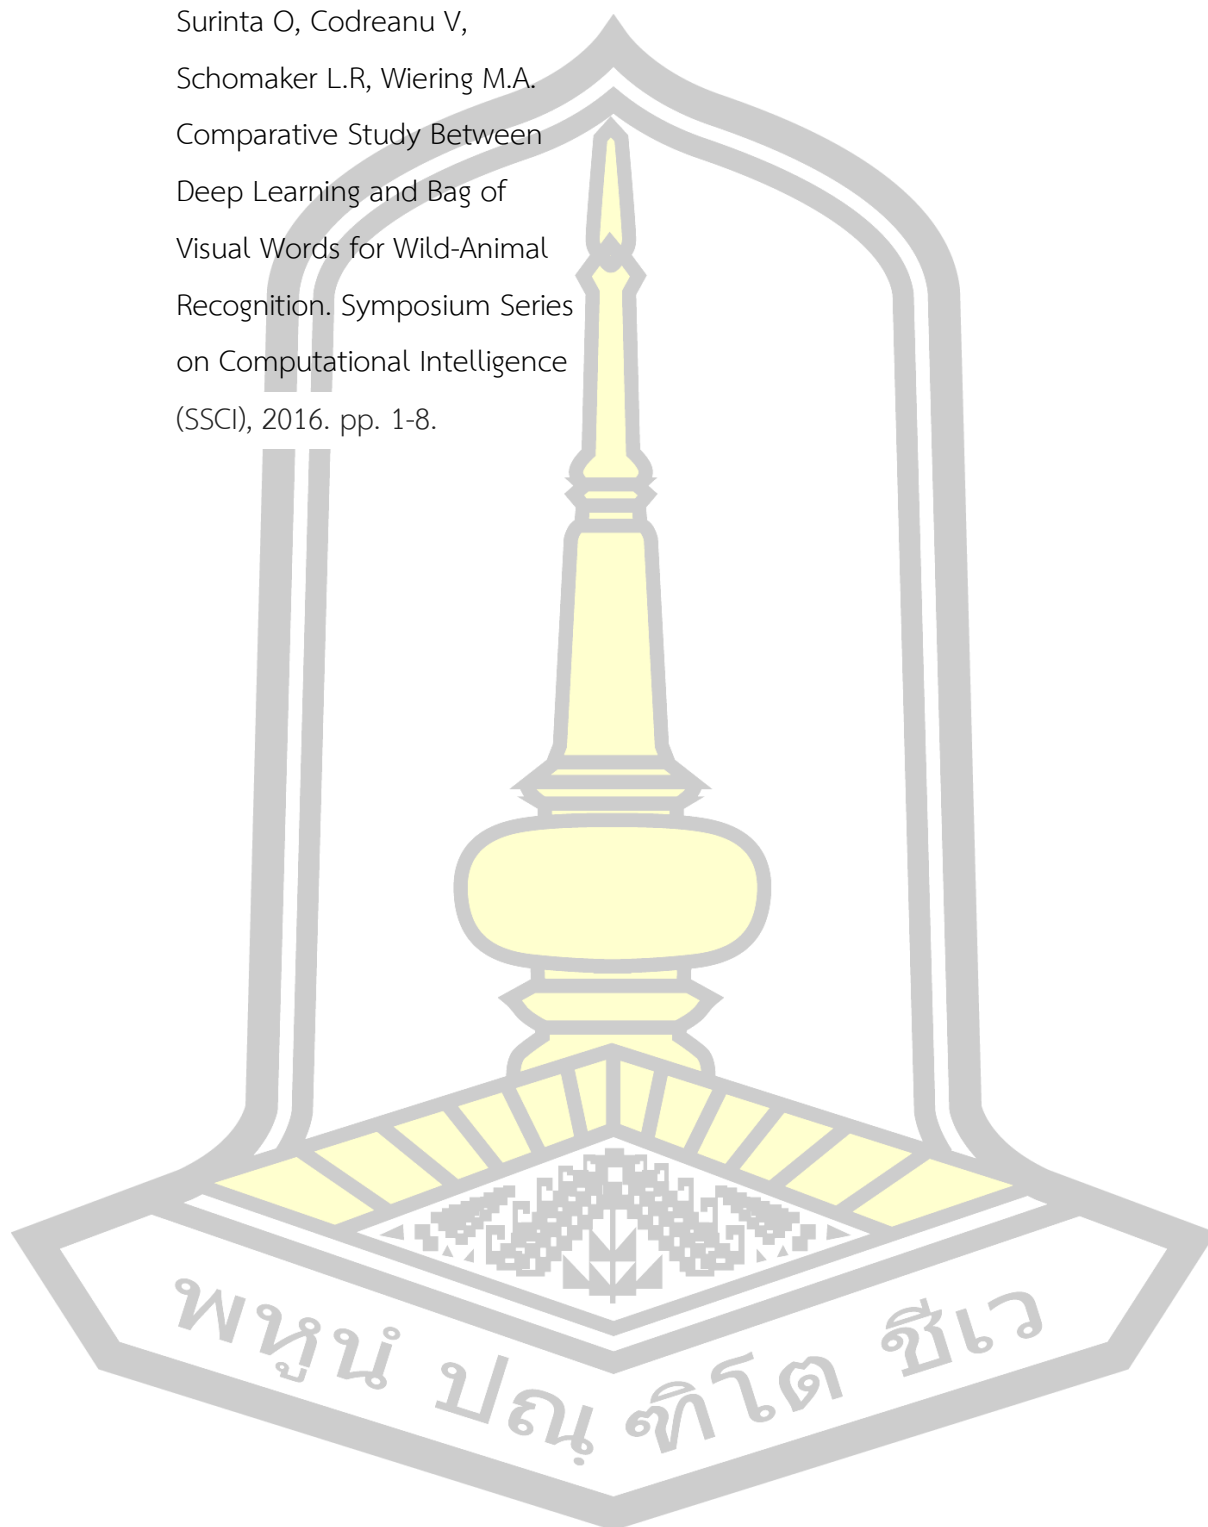 Surinta O, Codreanu V,
Schomaker L.R, Wiering M.A.
Comparative Study Between
Deep Learning and Bag of
Visual Words for Wild-Animal
Recognition. Symposium Series
on Computational Intelligence
(SSCI), 2016. pp. 1-8.
พหูนํ ปณฺ ฑิโต ชีเว